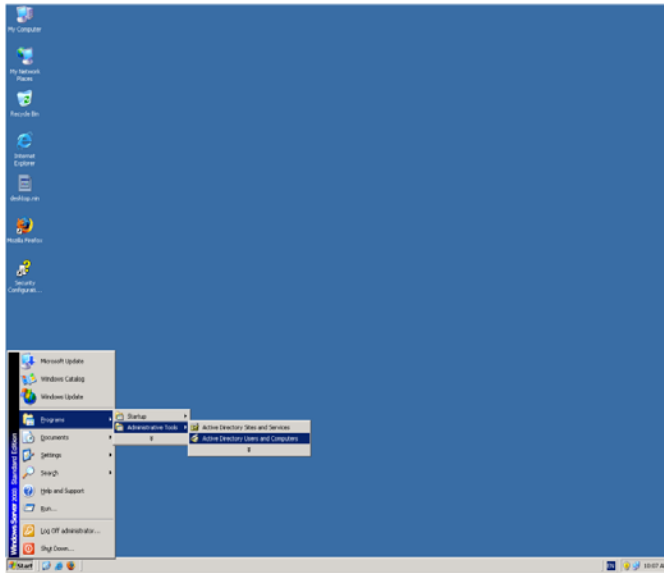 My Computer
My Network
Places
Recycle Bin
Internet
Explorer
desktop.ini
Mozilla Firefox
Security
Configurati...
Microsoft Update
Windows Catalog
Windows Update
Programs
Documents
Settings
Search
Help and Support
Run...
Log Off administrator...
Shut Down...
Windows Server 2003 Standard Edition
Startup
Administrative Tools
Active Directory Sites and Services
Active Directory Users and Computers
Start
EN
10:07 A